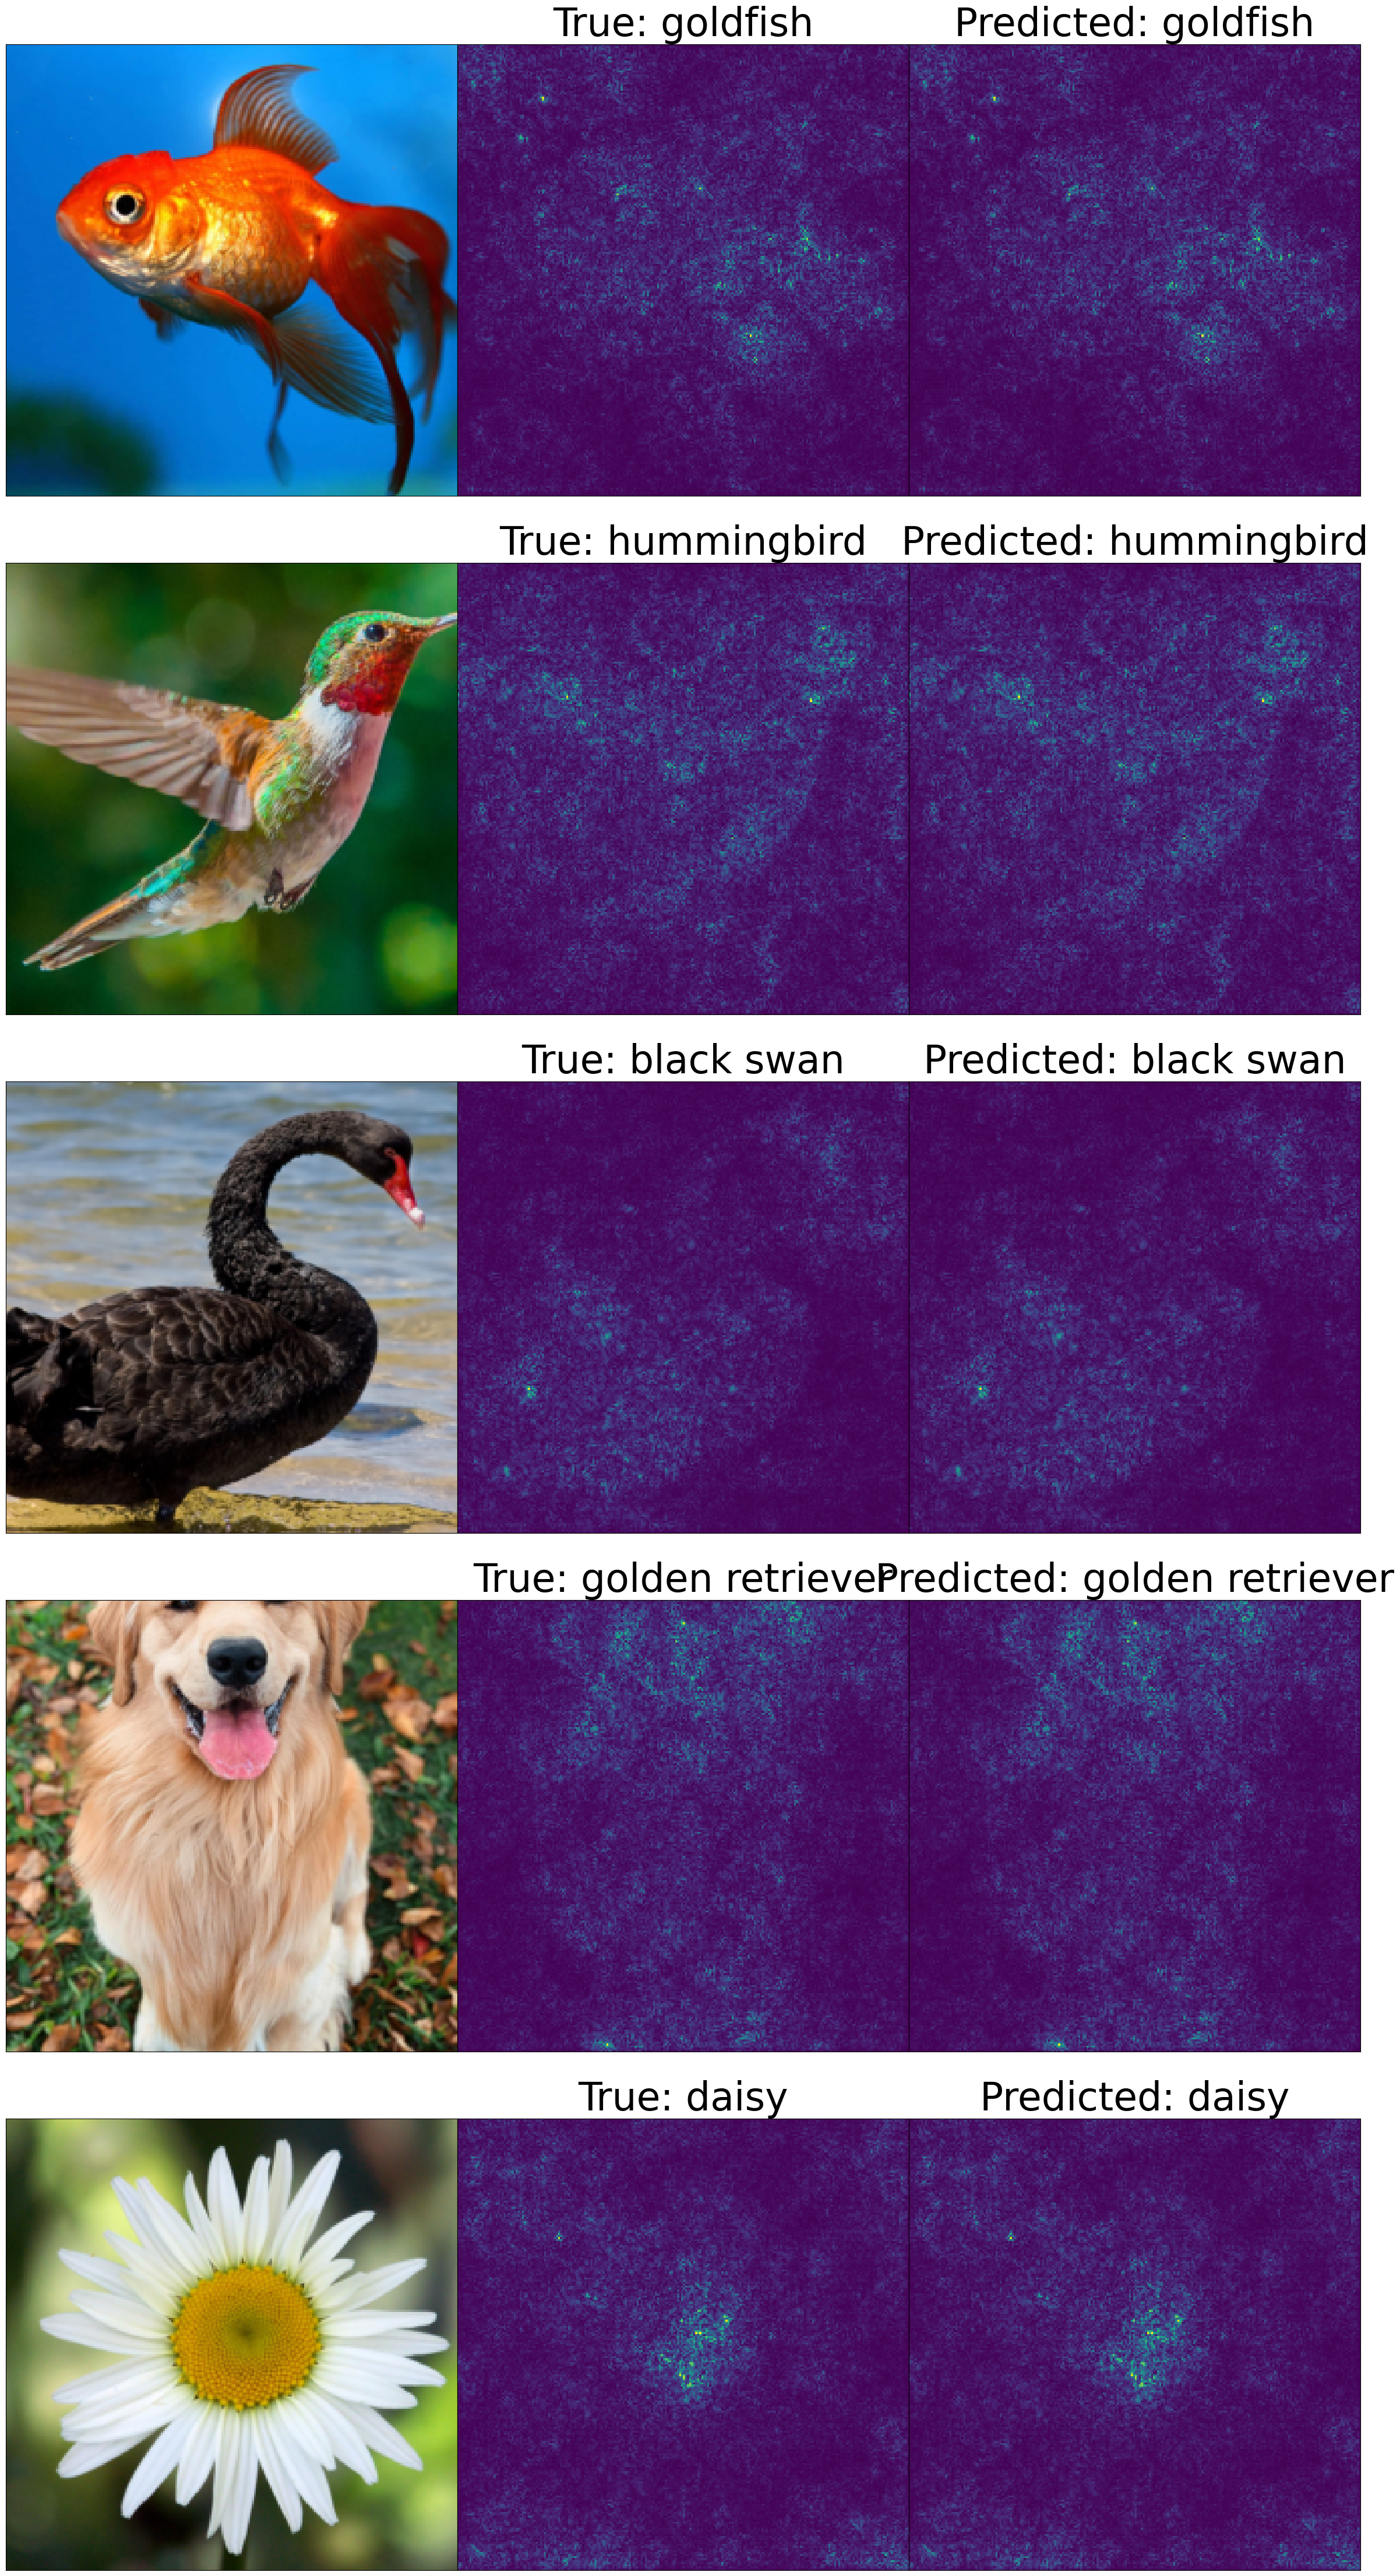 True: goldfish Predicted: goldfish
True: hummingbird Predicted: hummingbird
True: black swan Predicted: black swan
True: golden retriever Predicted: golden retriever
True: daisy Predicted: daisy